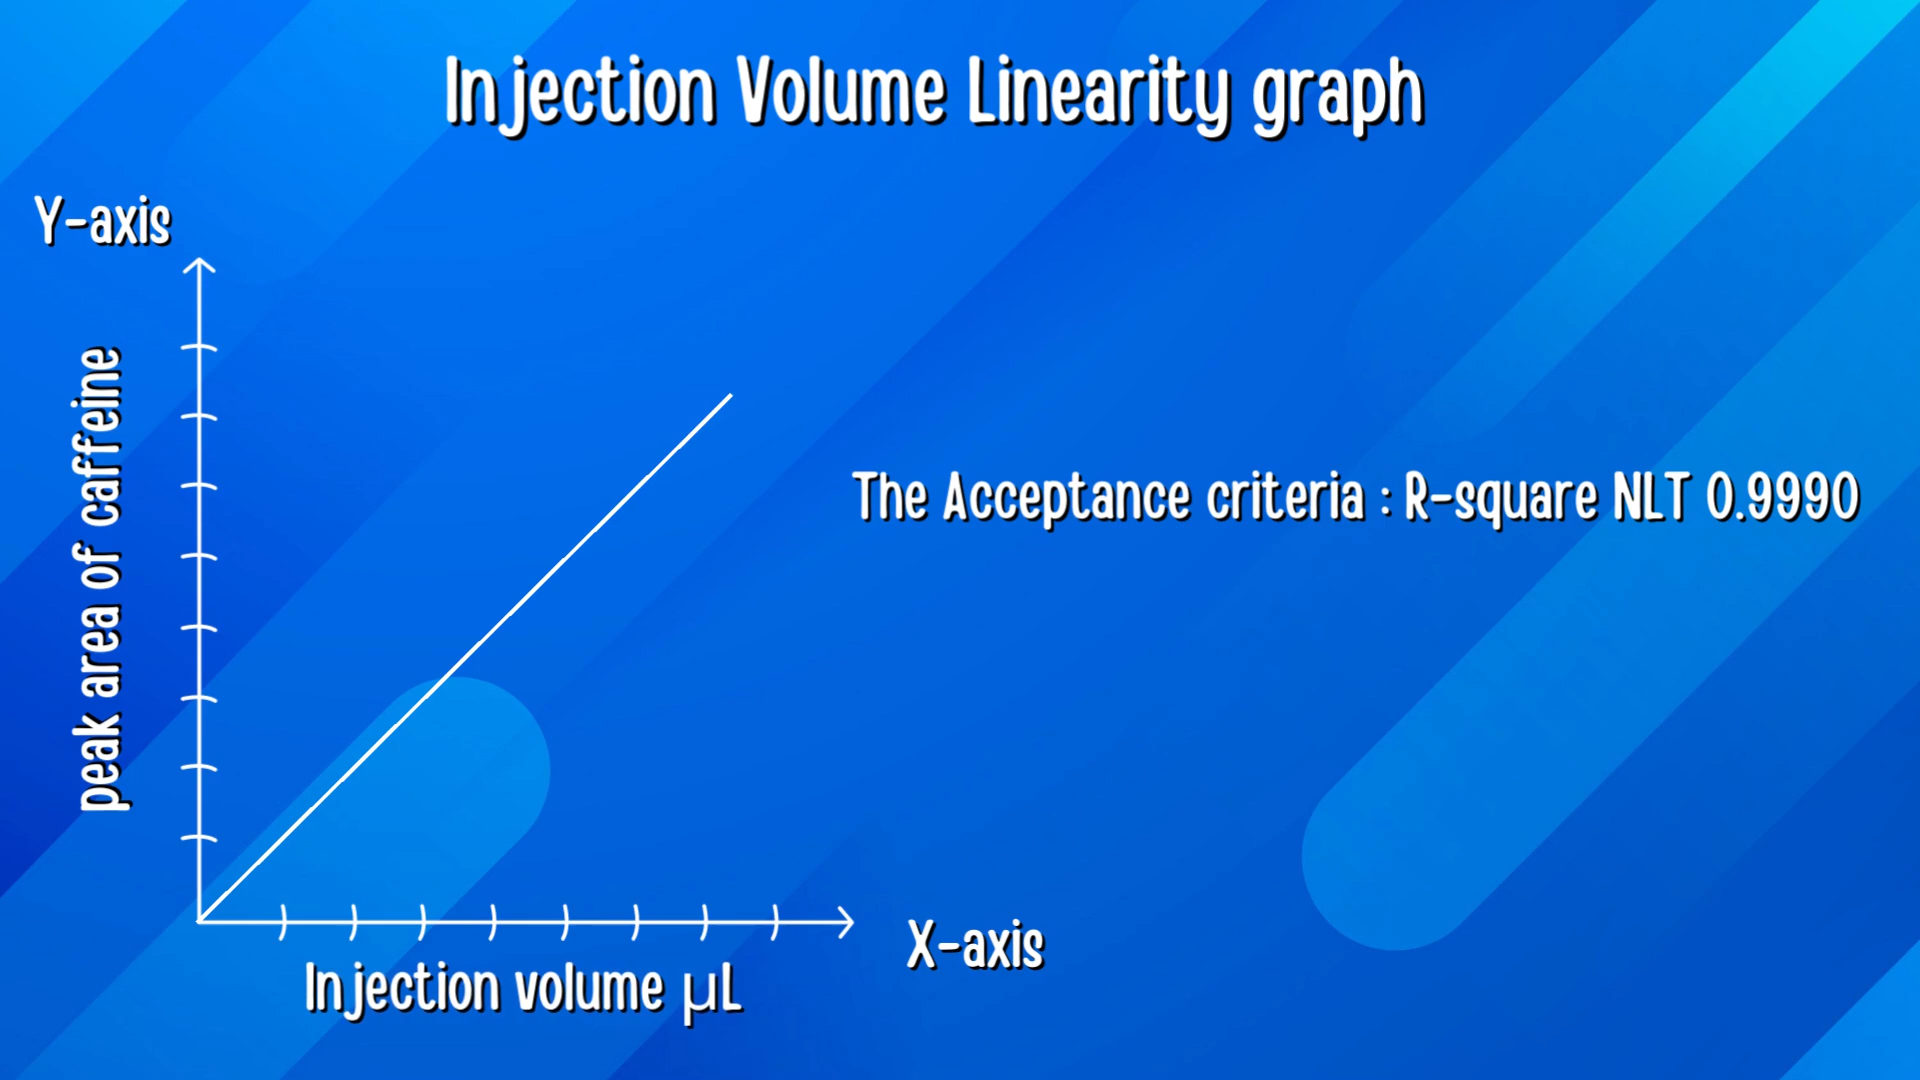 Injection Volume Linearity graph
Y-axis
peak area of caffeine
The Acceptance criteria : R-square NLT 0.9990
X-axis
Injection volume µL